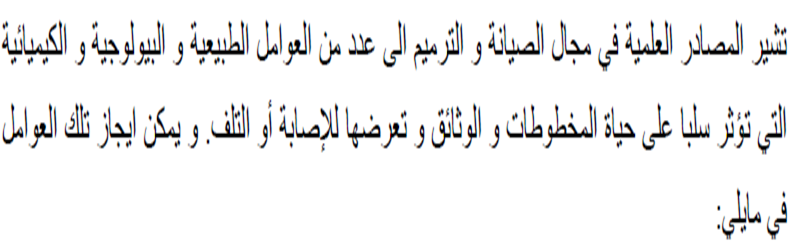 تشير المصادر العلمية في مجال الصيانة و الترميم الى عدد من العوامل الطبيعية و البيولوجية و الكيميائية
التي تؤثر سلبا على حياة المخطوطات و الوثائق و تعرضها للإصابة أو التلف. و يمكن ايجاز تلك العوامل
في مايلي: